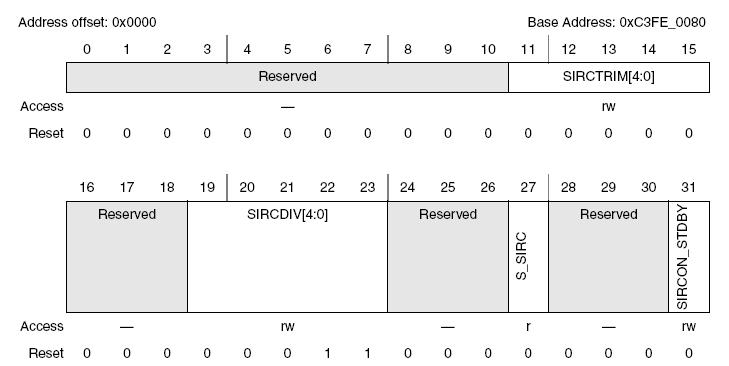 Address offset: 0x0000 Base Address: 0xC3FE_0080
0 1 2 3 4 5 6 7 8 9 10 11 12 13 14 15
Reserved SIRCTRIM[4:0]
Access — rw
Reset 0 0 0 0 0 0 0 0 0 0 0 0 0 0 0 0
16 17 18 19 20 21 22 23 24 25 26 27 28 29 30 31
Reserved SIRCDIV[4:0] Reserved S_SIRC Reserved SIRCON_STDBY
Access — rw — r — rw
Reset 0 0 0 0 0 0 1 1 0 0 0 0 0 0 0 0